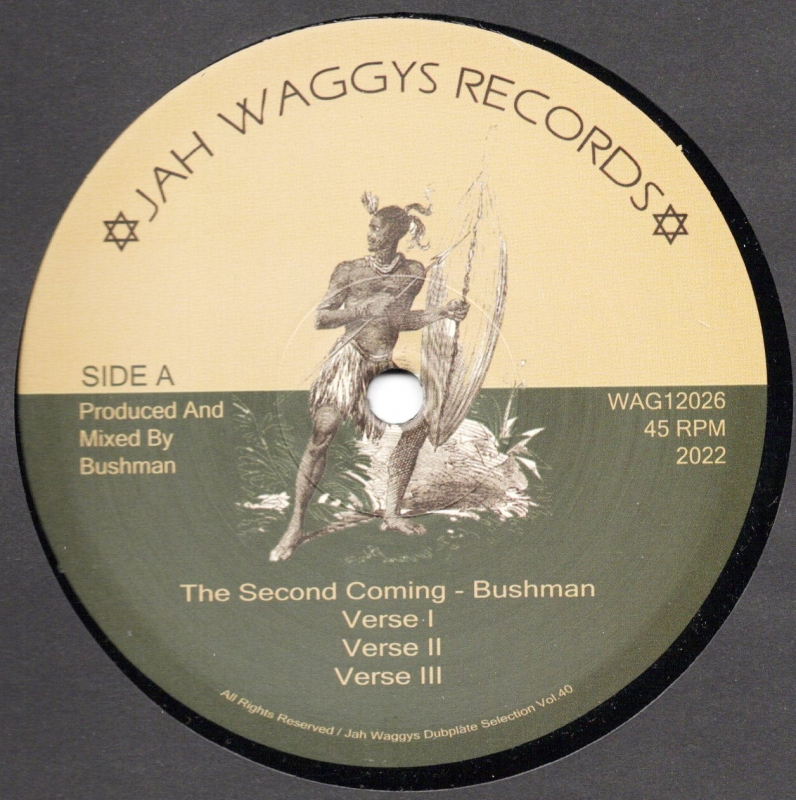 JAH WAGGYS RECORDS
SIDE A
Produced And
Mixed By
Bushman
WAG12026
45 RPM
2022
The Second Coming - Bushman
Verse I
Verse II
Verse III
All Rights Reserved / Jah Waggys Dubplate Selection Vol.40